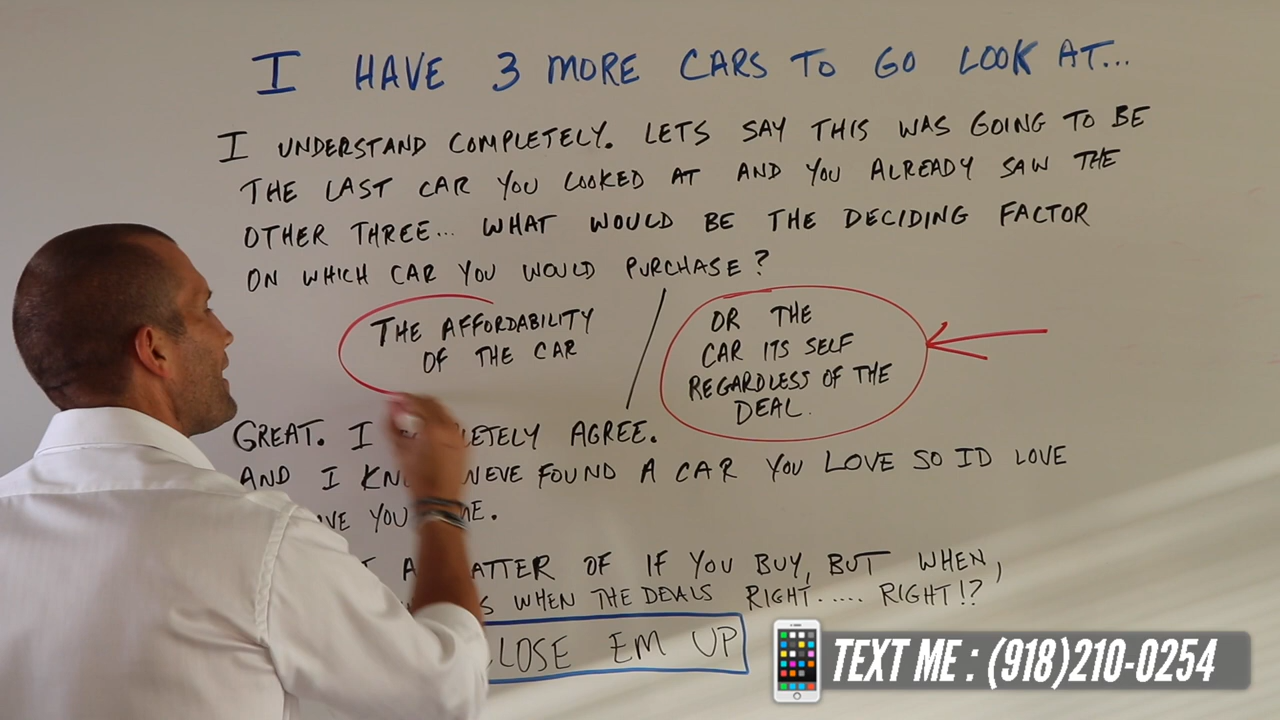 I HAVE 3 MORE CARS TO GO LOOK AT...
I UNDERSTAND COMPLETELY. LETS SAY THIS WAS GOING TO BE
THE LAST CAR YOU LOOKED AT AND YOU ALREADY SAW THE
OTHER THREE... WHAT WOULD BE THE DECIDING FACTOR
ON WHICH CAR YOU WOULD PURCHASE?
THE AFFORDABILITY
OF THE CAR
OR THE
CAR ITS SELF
REGARDLESS OF THE
DEAL.
GREAT. I AGREE.
AND I WEVE FOUND A CAR YOU LOVE SO ID LOVE
YOU
A OF IF YOU BUY, BUT WHEN,
WHEN THE DEALS RIGHT..... RIGHT!?
EM UP
TEXT ME : (918)210-0254